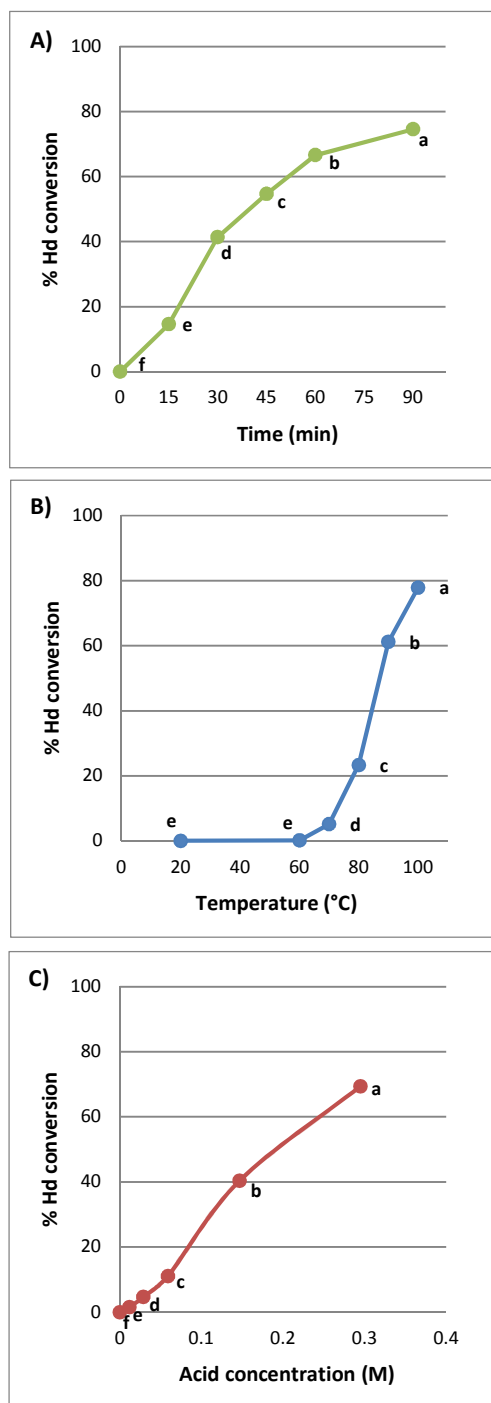 A)
100
80
60
40
20
0
% Hd conversion
a
b
c
d
e
f
0 15 30 45 60 75 90
Time (min)
B)
100
80
60
40
20
0
% Hd conversion
a
b
c
d
e
e
0 20 40 60 80 100
Temperature (°C)
C)
100
80
60
40
20
0
% Hd conversion
a
b
c
d
e
f
0 0.1 0.2 0.3 0.4
Acid concentration (M)